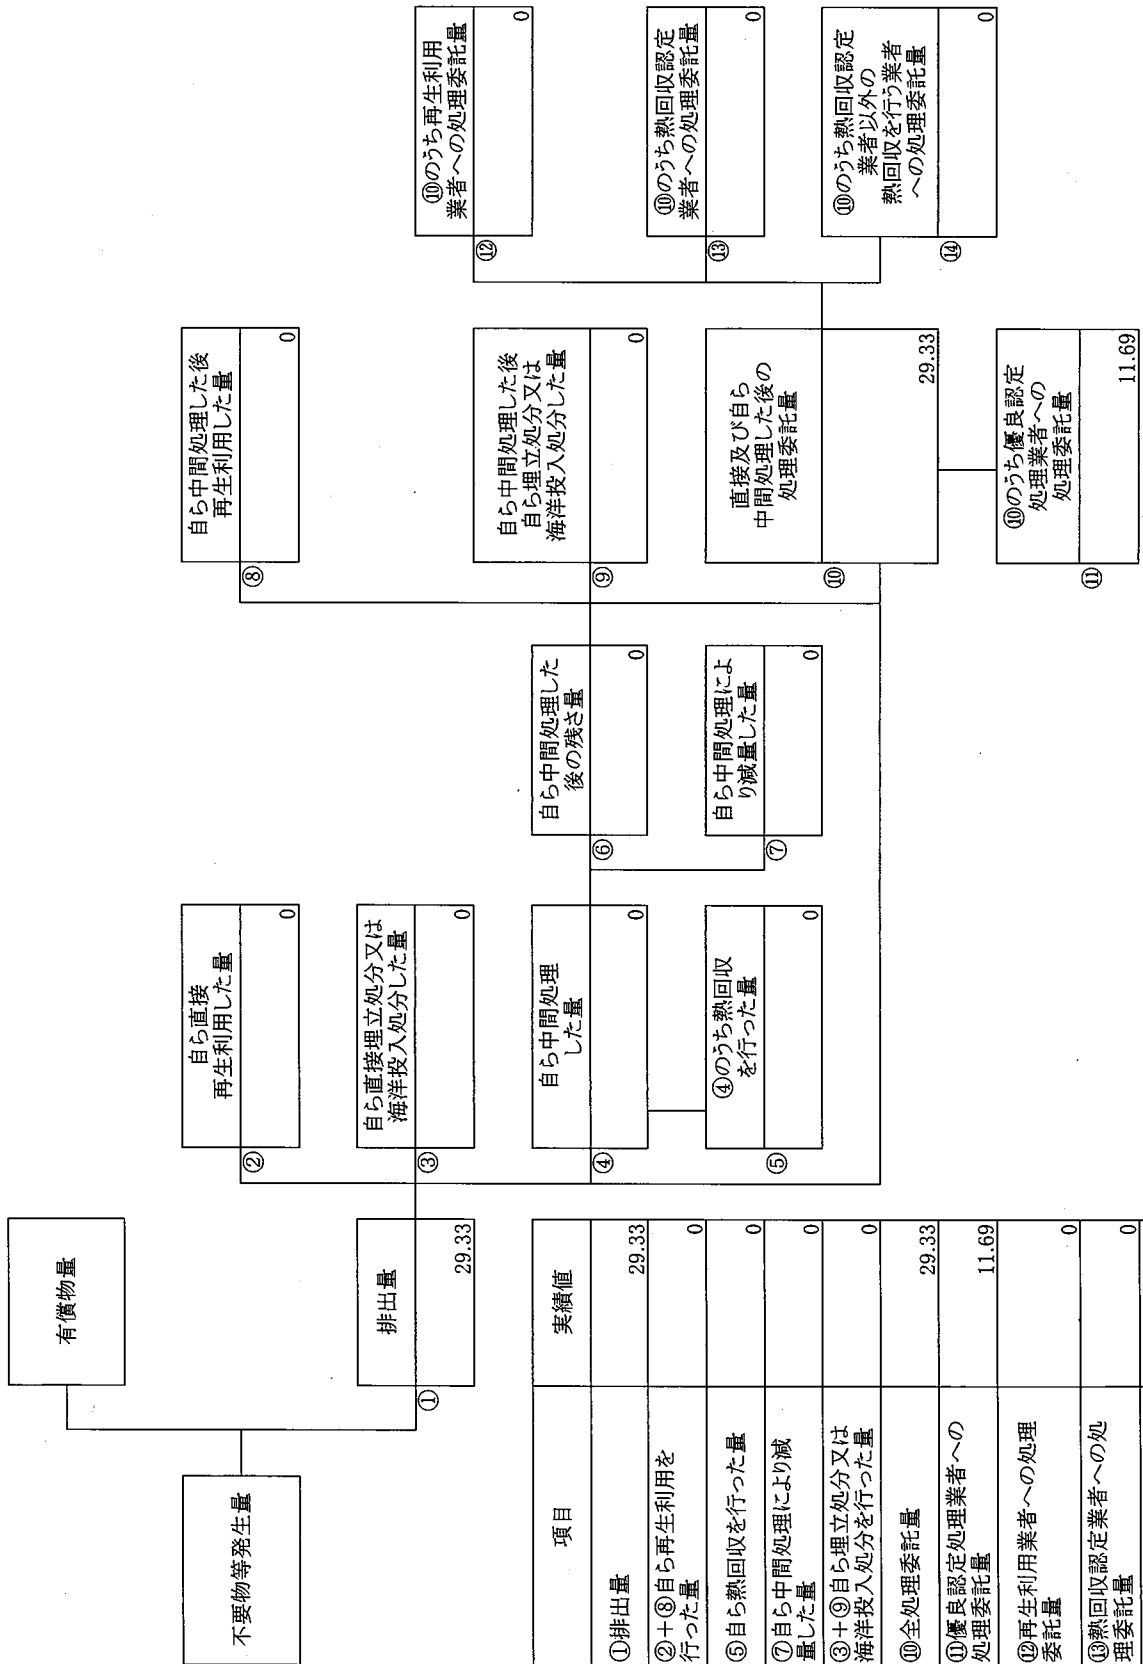 不要物等発生量
有償物量
①
排出量
29.33
②
自ら直接
再生利用した量
0
③
自ら直接埋立処分又は
海洋投入処分した量
0
④
自ら中間処理
した量
0
⑤
④のうち熱回収
を行った量
0
⑥
自ら中間処理した
後の残さ量
0
⑦
自ら中間処理によ
り減量した量
0
⑧
自ら中間処理した後
再生利用した量
0
⑨
自ら中間処理した後
自ら埋立処分又は
海洋投入処分した量
0
⑩
直接及び自ら
中間処理した後の
処理委託量
29.33
⑪
⑩のうち優良認定
処理業者への
処理委託量
11.69
⑫
⑩のうち再生利用
業者への処理委託量
0
⑬
⑩のうち熱回収認定
業者への処理委託量
0
⑭
⑩のうち熱回収認定
業者以外の
熱回収を行う業者
への処理委託量
0
項目
実績値
①排出量
29.33
②+⑧自ら再生利用を
行った量
0
⑤自ら熱回収を行った量
0
⑦自ら中間処理により減
量した量
0
③+⑨自ら埋立処分又は
海洋投入処分を行った量
0
⑩全処理委託量
29.33
⑪優良認定処理業者への
処理委託量
11.69
⑫再生利用業者への処理
委託量
0
⑬熱回収認定業者への処
理委託量
0